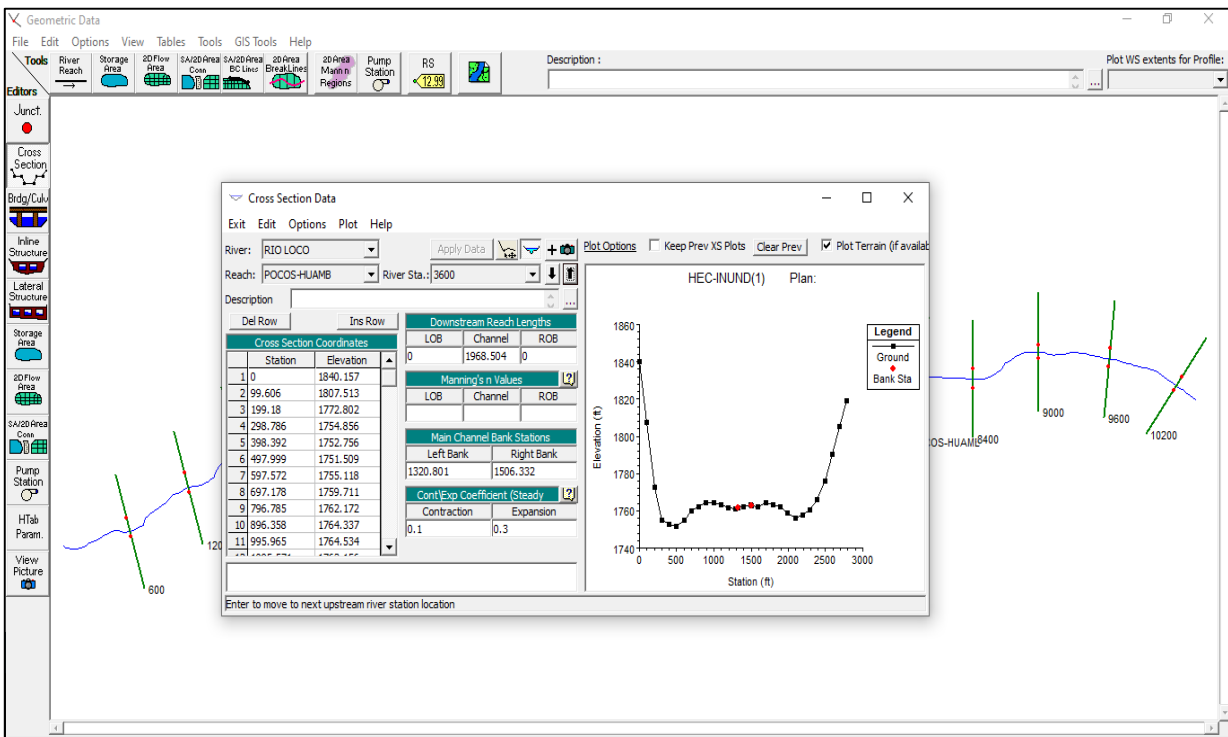 Geometric Data
File Edit Options View Tables Tools GIS Tools Help
Tools River Reach Storage Area 2D Flow Area SA/2D Area Conn SA/2D Area BC Lines 2D Area BreakLines 2D Area Mann n Regions Pump Station RS 12.99 Description : ... Plot WS extents for Profile:
Editors
Junct.
Cross Section
Brdg/Culv
Inline Structure
Lateral Structure
Storage Area
2D Flow Area
SA/2D Area Conn
Pump Station
HTab Param.
View Picture
Cross Section Data
Exit Edit Options Plot Help
River: RIO LOCO Apply Data
Reach: POCOS-HUAMB River Sta.: 3600
Description ...
Del Row Ins Row
Cross Section Coordinates
Station Elevation
1 0 1840.157
2 99.606 1807.513
3 199.18 1772.802
4 298.786 1754.856
5 398.392 1752.756
6 497.999 1751.509
7 597.572 1755.118
8 697.178 1759.711
9 796.785 1762.172
10 896.358 1764.337
11 995.965 1764.534
Downstream Reach Lengths
LOB Channel ROB
0 1968.504 0
Manning's n Values ?
LOB Channel ROB
Main Channel Bank Stations
Left Bank Right Bank
1320.801 1506.332
Cont\Exp Coefficient (Steady ?
Contraction Expansion
0.1 0.3
Enter to move to next upstream river station location
Plot Options Keep Prev XS Plots Clear Prev Plot Terrain (if availab
HEC-INUND(1) Plan:
Legend
Ground
Bank Sta
Elevation (ft)
1860
1840
1820
1800
1780
1760
1740
0 500 1000 1500 2000 2500 3000
Station (ft)
600
120
OCOS-HUAML 8400
9000
9600
10200